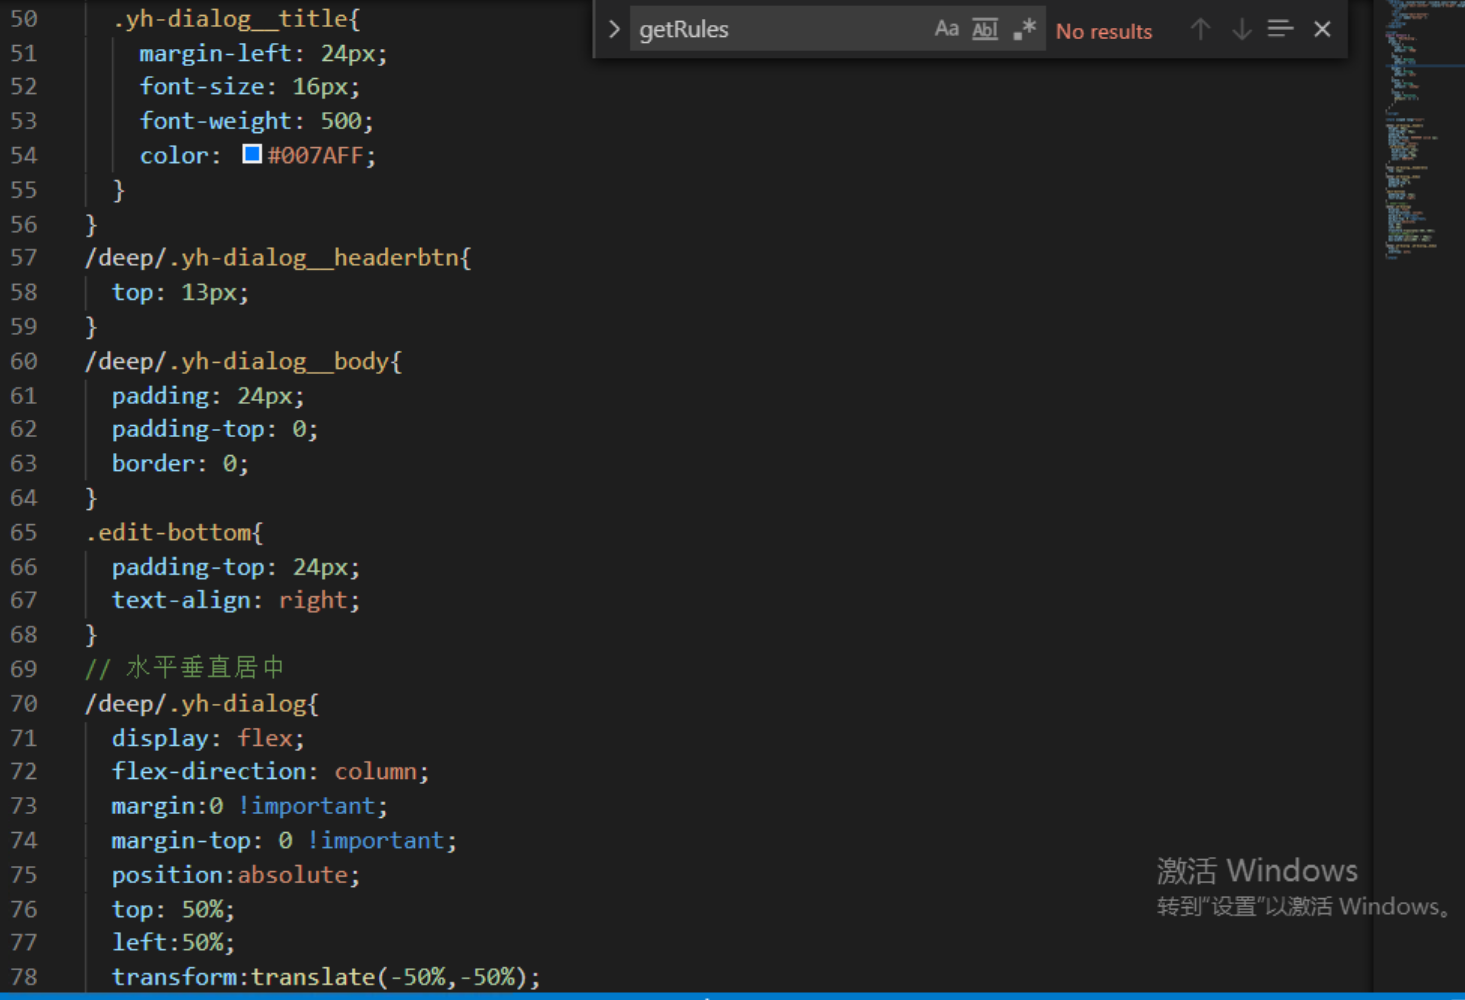 50 .yh-dialog__title{
51 margin-left: 24px;
52 font-size: 16px;
53 font-weight: 500;
54 color: #007AFF;
55 }
56 }
57 /deep/.yh-dialog__headerbtn{
58 top: 13px;
59 }
60 /deep/.yh-dialog__body{
61 padding: 24px;
62 padding-top: 0;
63 border: 0;
64 }
65 .edit-bottom{
66 padding-top: 24px;
67 text-align: right;
68 }
69 // 水平垂直居中
70 /deep/.yh-dialog{
71 display: flex;
72 flex-direction: column;
73 margin:0 !important;
74 margin-top: 0 !important;
75 position:absolute;
76 top: 50%;
77 left:50%;
78 transform:translate(-50%,-50%);
getRules Aa Abl .* No results
激活 Windows
转到“设置”以激活 Windows。